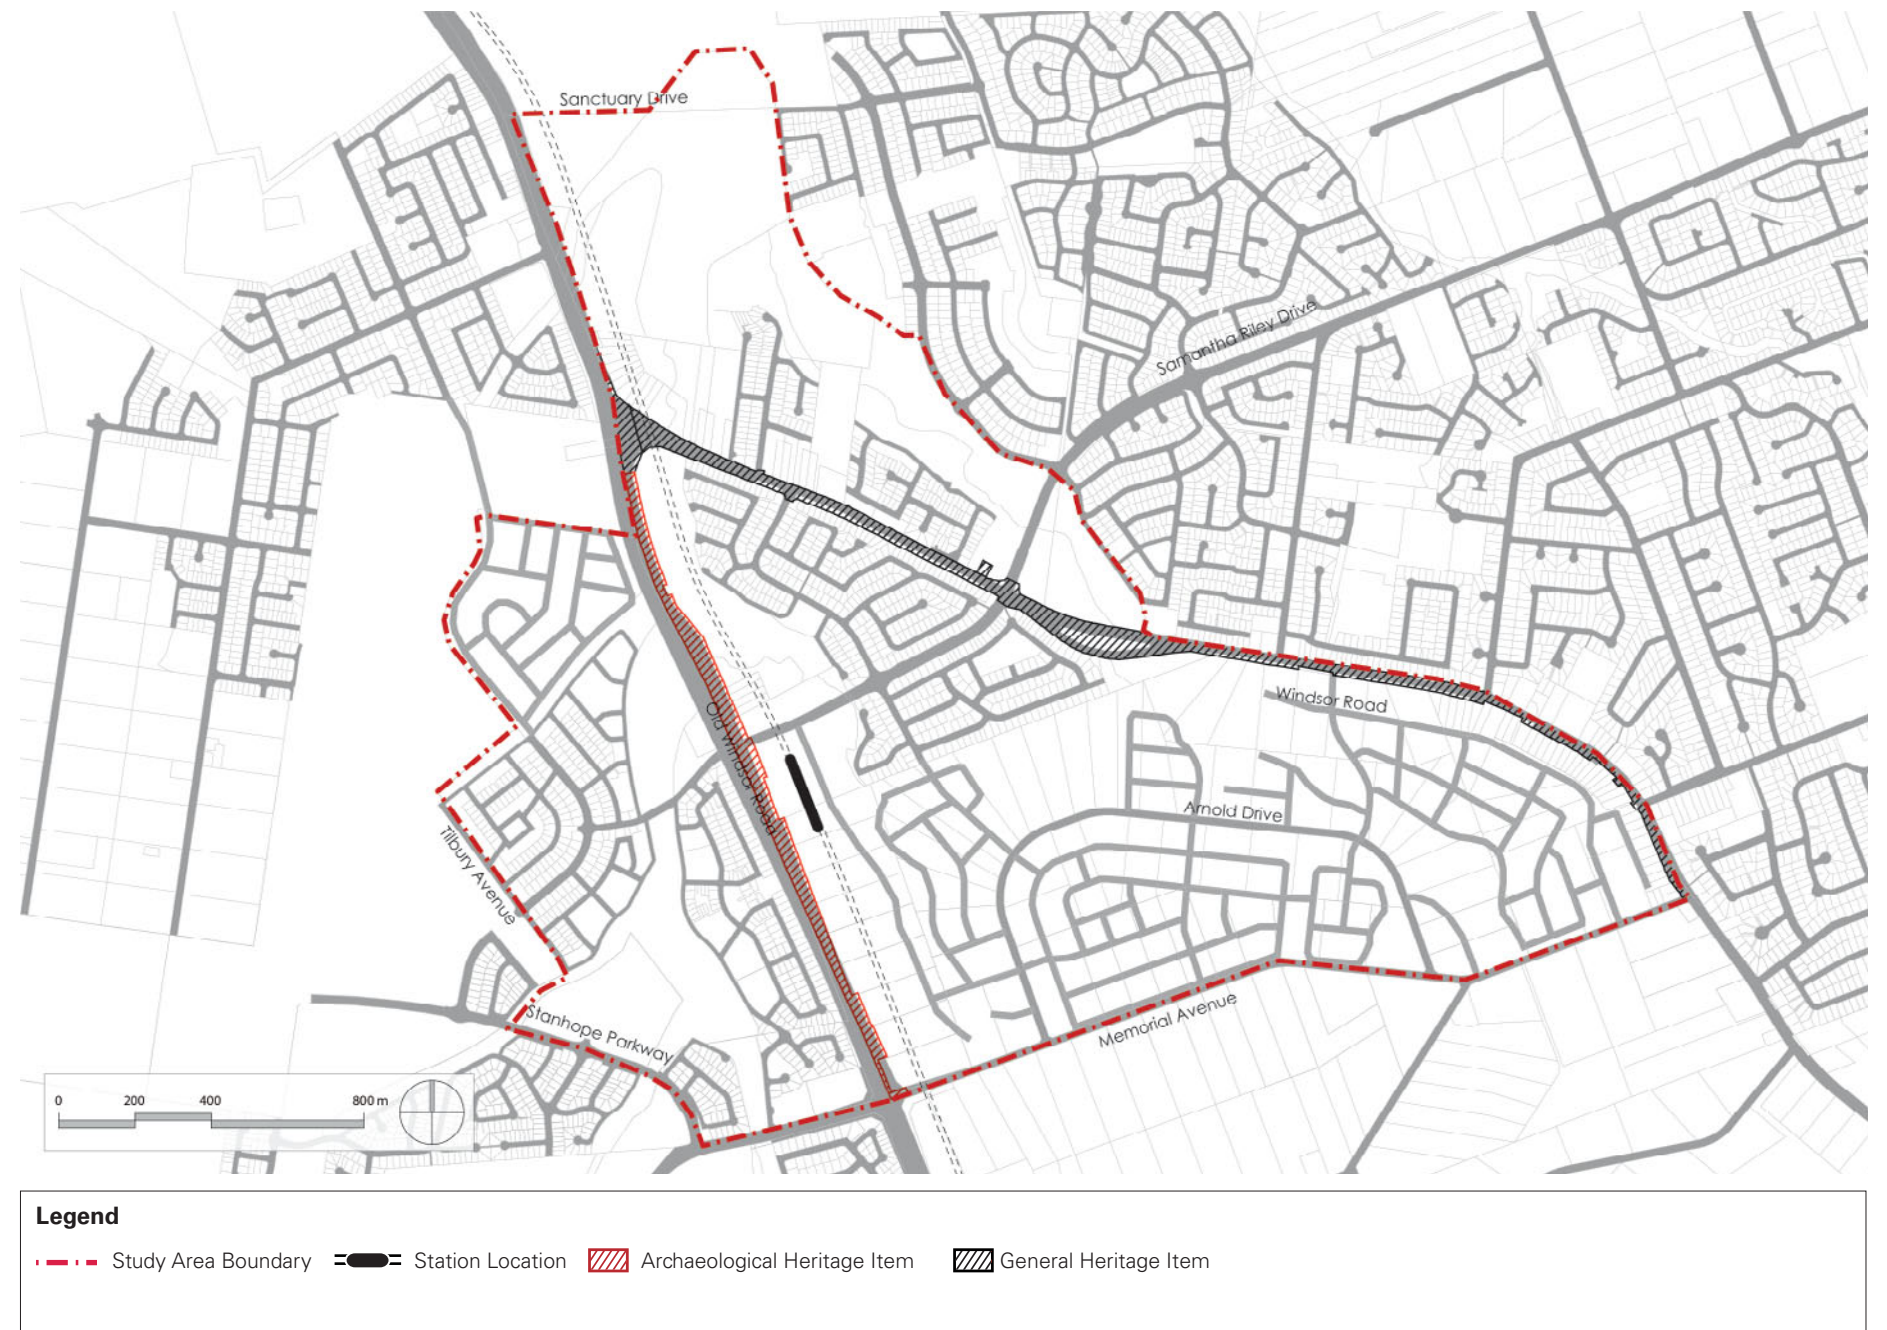 Sanctuary Drive
Samantha Riley Drive
Old Windsor Road
Windsor Road
Arnold Drive
Tilbury Avenue
Stanhope Parkway
Memorial Avenue
0 200 400 800 m
Legend
Study Area Boundary Station Location Archaeological Heritage Item General Heritage Item